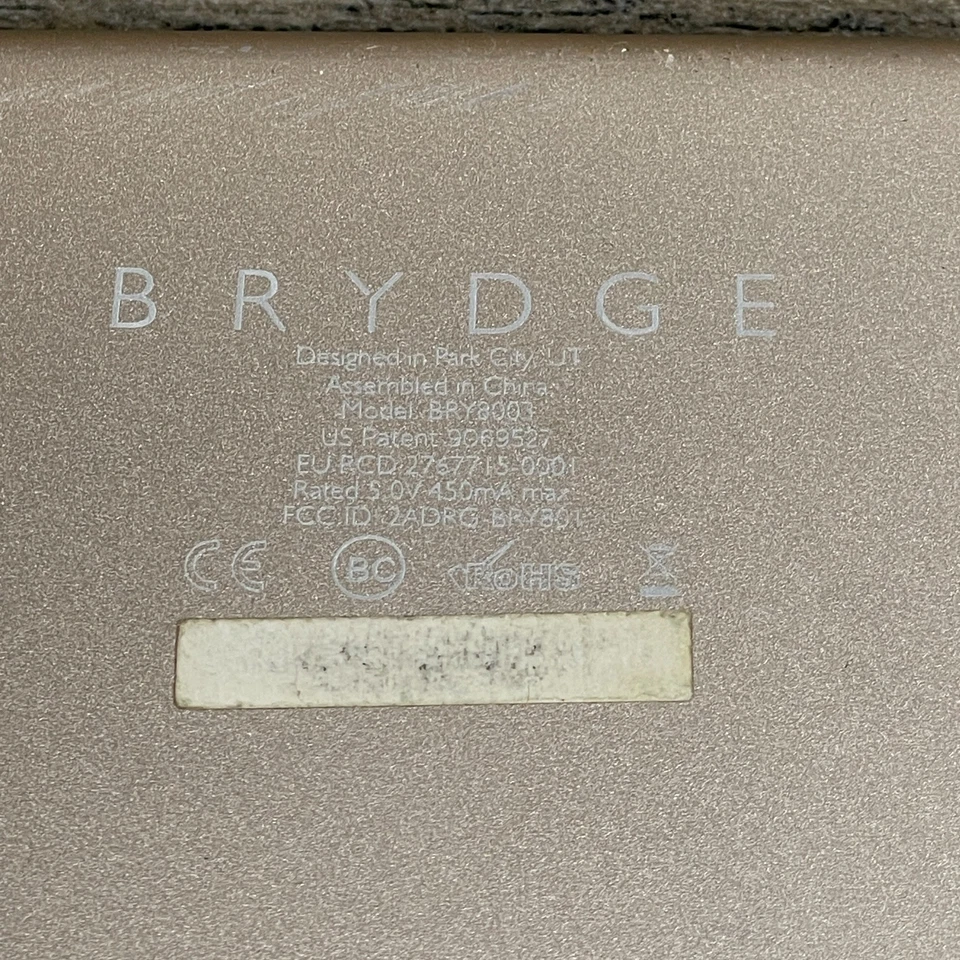 BRYDGE
Designed in Park City, UT
Assembled in China
Model. BRY8003
US Patent 9069527
EU RCD 2767715-0001
Rated 5.0V 450mA max
FCC ID: 2ADRG-BRY801
CE BC RoHS